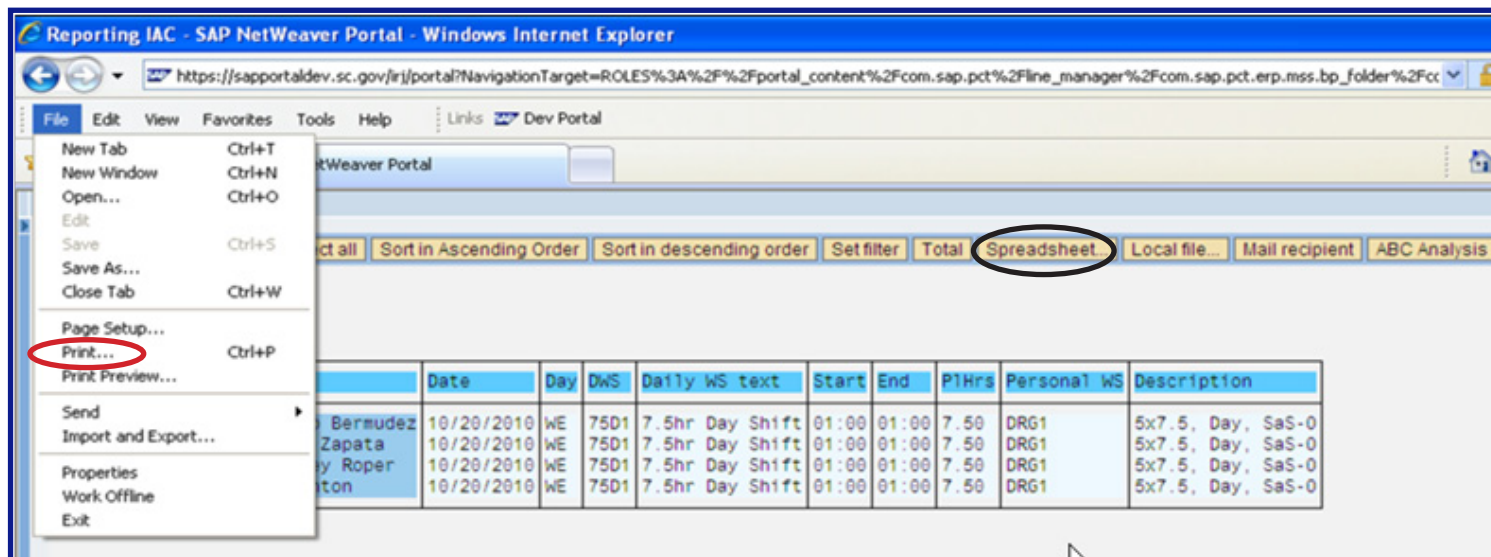 Reporting IAC - SAP NetWeaver Portal - Windows Internet Explorer
https://sapportaldev.sc.gov/irj/portal?NavigationTarget=ROLES%3A%2F%2Fportal_content%2Fcom.sap.pct%2Fline_manager%2Fcom.sap.pct.erp.mss.bp_folder%2Fcc
File Edit View Favorites Tools Help Links Dev Portal
New Tab Ctrl+T
etWeaver Portal
New Window Ctrl+N
Open... Ctrl+O
Edit
Save Ctrl+S
ect all Sort in Ascending Order Sort in descending order Set filter Total Spreadsheet... Local file... Mail recipient ABC Analysis
Save As...
Close Tab Ctrl+W
Page Setup...
Print... Ctrl+P
Print Preview...
Date Day DWS Daily WS text Start End PlHrs Personal WS Description
Send
Import and Export...
Properties
Work Offline
Exit
Bermudez 10/20/2010 WE 75D1 7.5hr Day Shift 01:00 01:00 7.50 DRG1 5x7.5, Day, SaS-O
Zapata 10/20/2010 WE 75D1 7.5hr Day Shift 01:00 01:00 7.50 DRG1 5x7.5, Day, SaS-O
ey Roper 10/20/2010 WE 75D1 7.5hr Day Shift 01:00 01:00 7.50 DRG1 5x7.5, Day, SaS-O
nton 10/20/2010 WE 75D1 7.5hr Day Shift 01:00 01:00 7.50 DRG1 5x7.5, Day, SaS-O